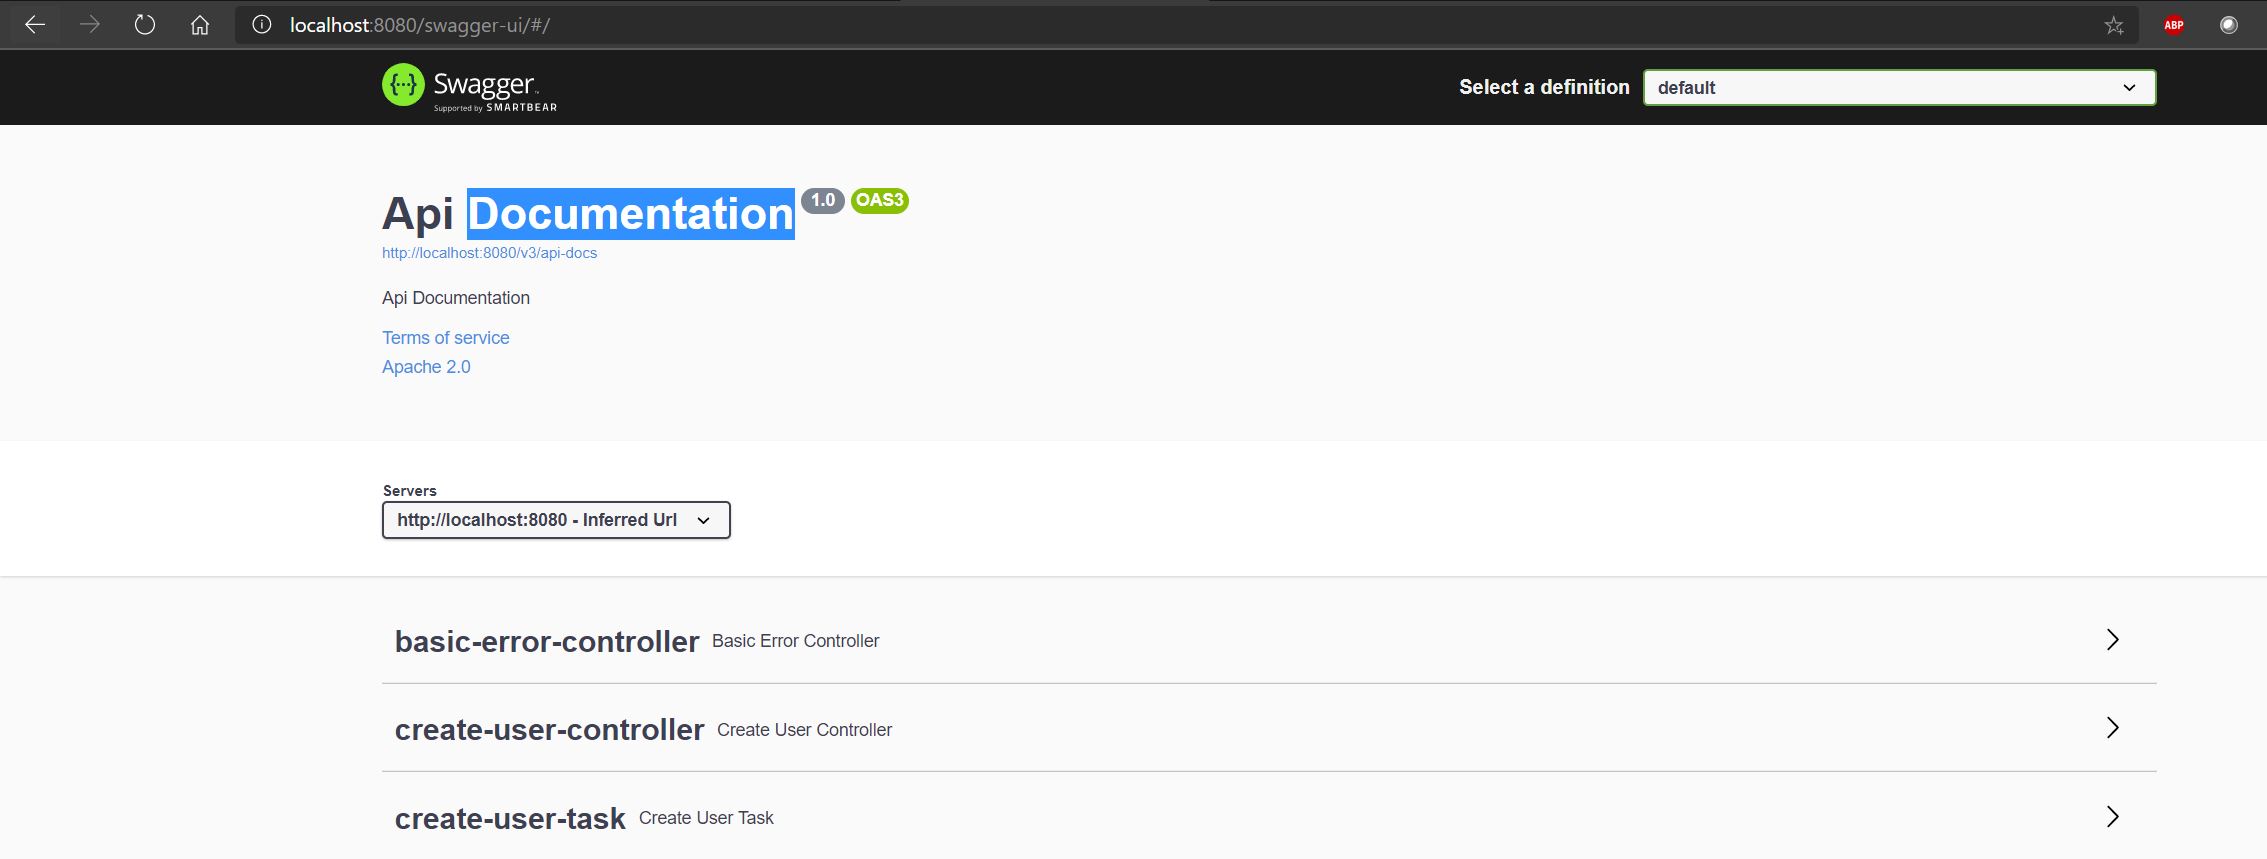 localhost:8080/swagger-ui/#/
ABP
{···} Swagger™
Supported by SMARTBEAR
Select a definition
default
Api Documentation 1.0 OAS3
http://localhost:8080/v3/api-docs
Api Documentation
Terms of service
Apache 2.0
Servers
http://localhost:8080 - Inferred Url
basic-error-controller Basic Error Controller
create-user-controller Create User Controller
create-user-task Create User Task